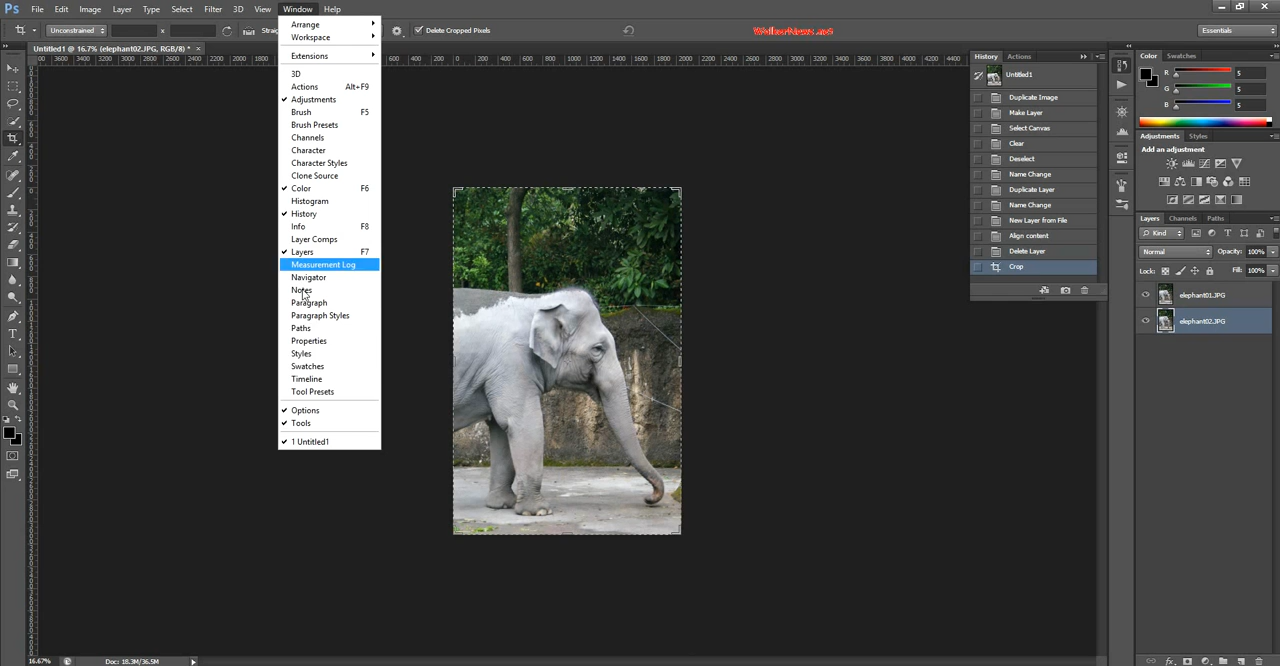 Ps File Edit Image Layer Type Select Filter 3D View Window Help
Unconstrained x Delete Cropped Pixels WalkerNews.net Essentials
Untitled1 @ 16.7% (elephant02.JPG, RGB/8) * ×
Arrange
Workspace
Extensions
3D
Actions Alt+F9
Adjustments
Brush F5
Brush Presets
Channels
Character
Character Styles
Clone Source
Color F6
Histogram
History
Info F8
Layer Comps
Layers F7
Measurement Log
Navigator
Notes
Paragraph
Paragraph Styles
Paths
Properties
Styles
Swatches
Timeline
Tool Presets
Options
Tools
1 Untitled1
History Actions
Untitled1
Duplicate Image
Make Layer
Select Canvas
Clear
Deselect
Name Change
Duplicate Layer
Name Change
New Layer from File
Align content
Delete Layer
Crop
Color Swatches
R 5
G 5
B 5
Adjustments Styles
Add an adjustment
Layers Channels Paths
Kind
Normal Opacity: 100%
Lock: Fill: 100%
elephant01.JPG
elephant02.JPG
16.67% Doc: 18.3M/36.5M